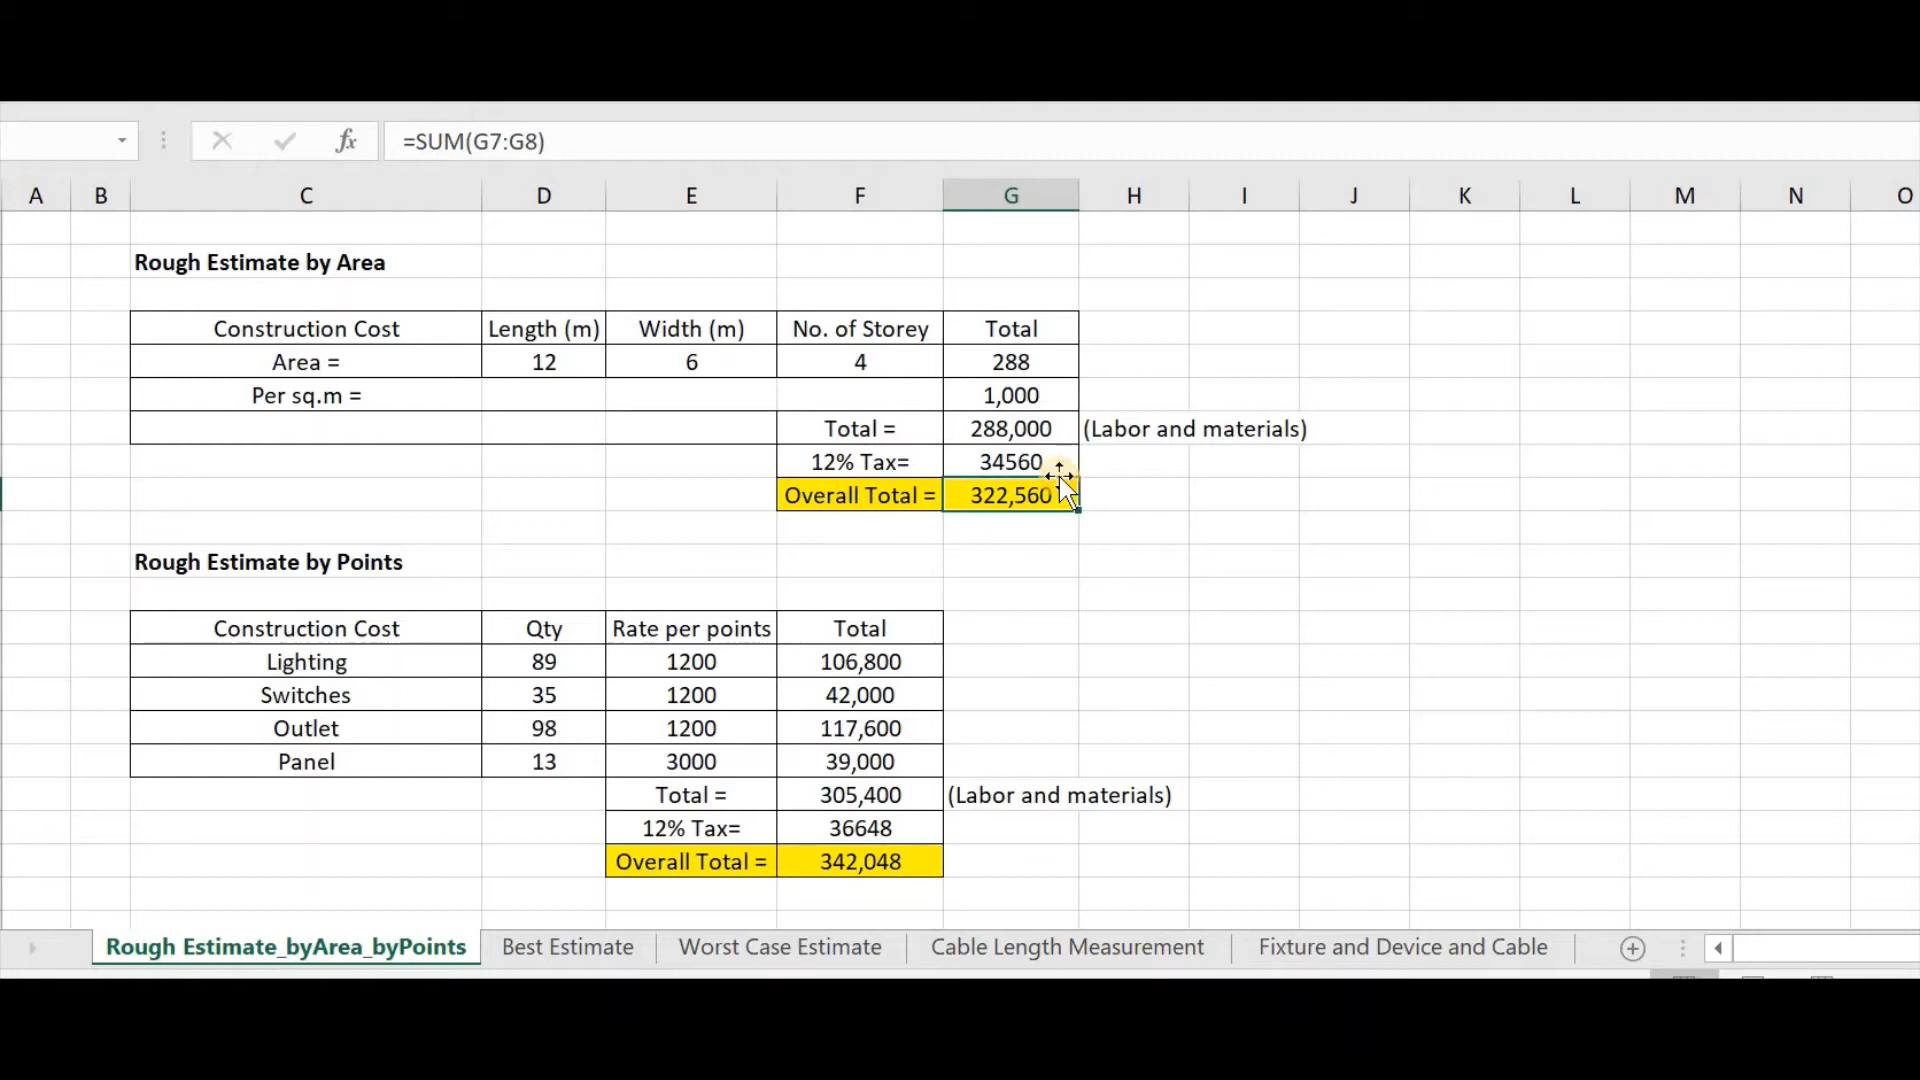 fx =SUM(G7:G8)
A B C D E F G H I J K L M N O
Rough Estimate by Area
Construction Cost Length (m) Width (m) No. of Storey Total
Area = 12 6 4 288
Per sq.m = 1,000
Total = 288,000 (Labor and materials)
12% Tax= 34560
Overall Total = 322,560
Rough Estimate by Points
Construction Cost Qty Rate per points Total
Lighting 89 1200 106,800
Switches 35 1200 42,000
Outlet 98 1200 117,600
Panel 13 3000 39,000
Total = 305,400 (Labor and materials)
12% Tax= 36648
Overall Total = 342,048
Rough Estimate_byArea_byPoints Best Estimate Worst Case Estimate Cable Length Measurement Fixture and Device and Cable